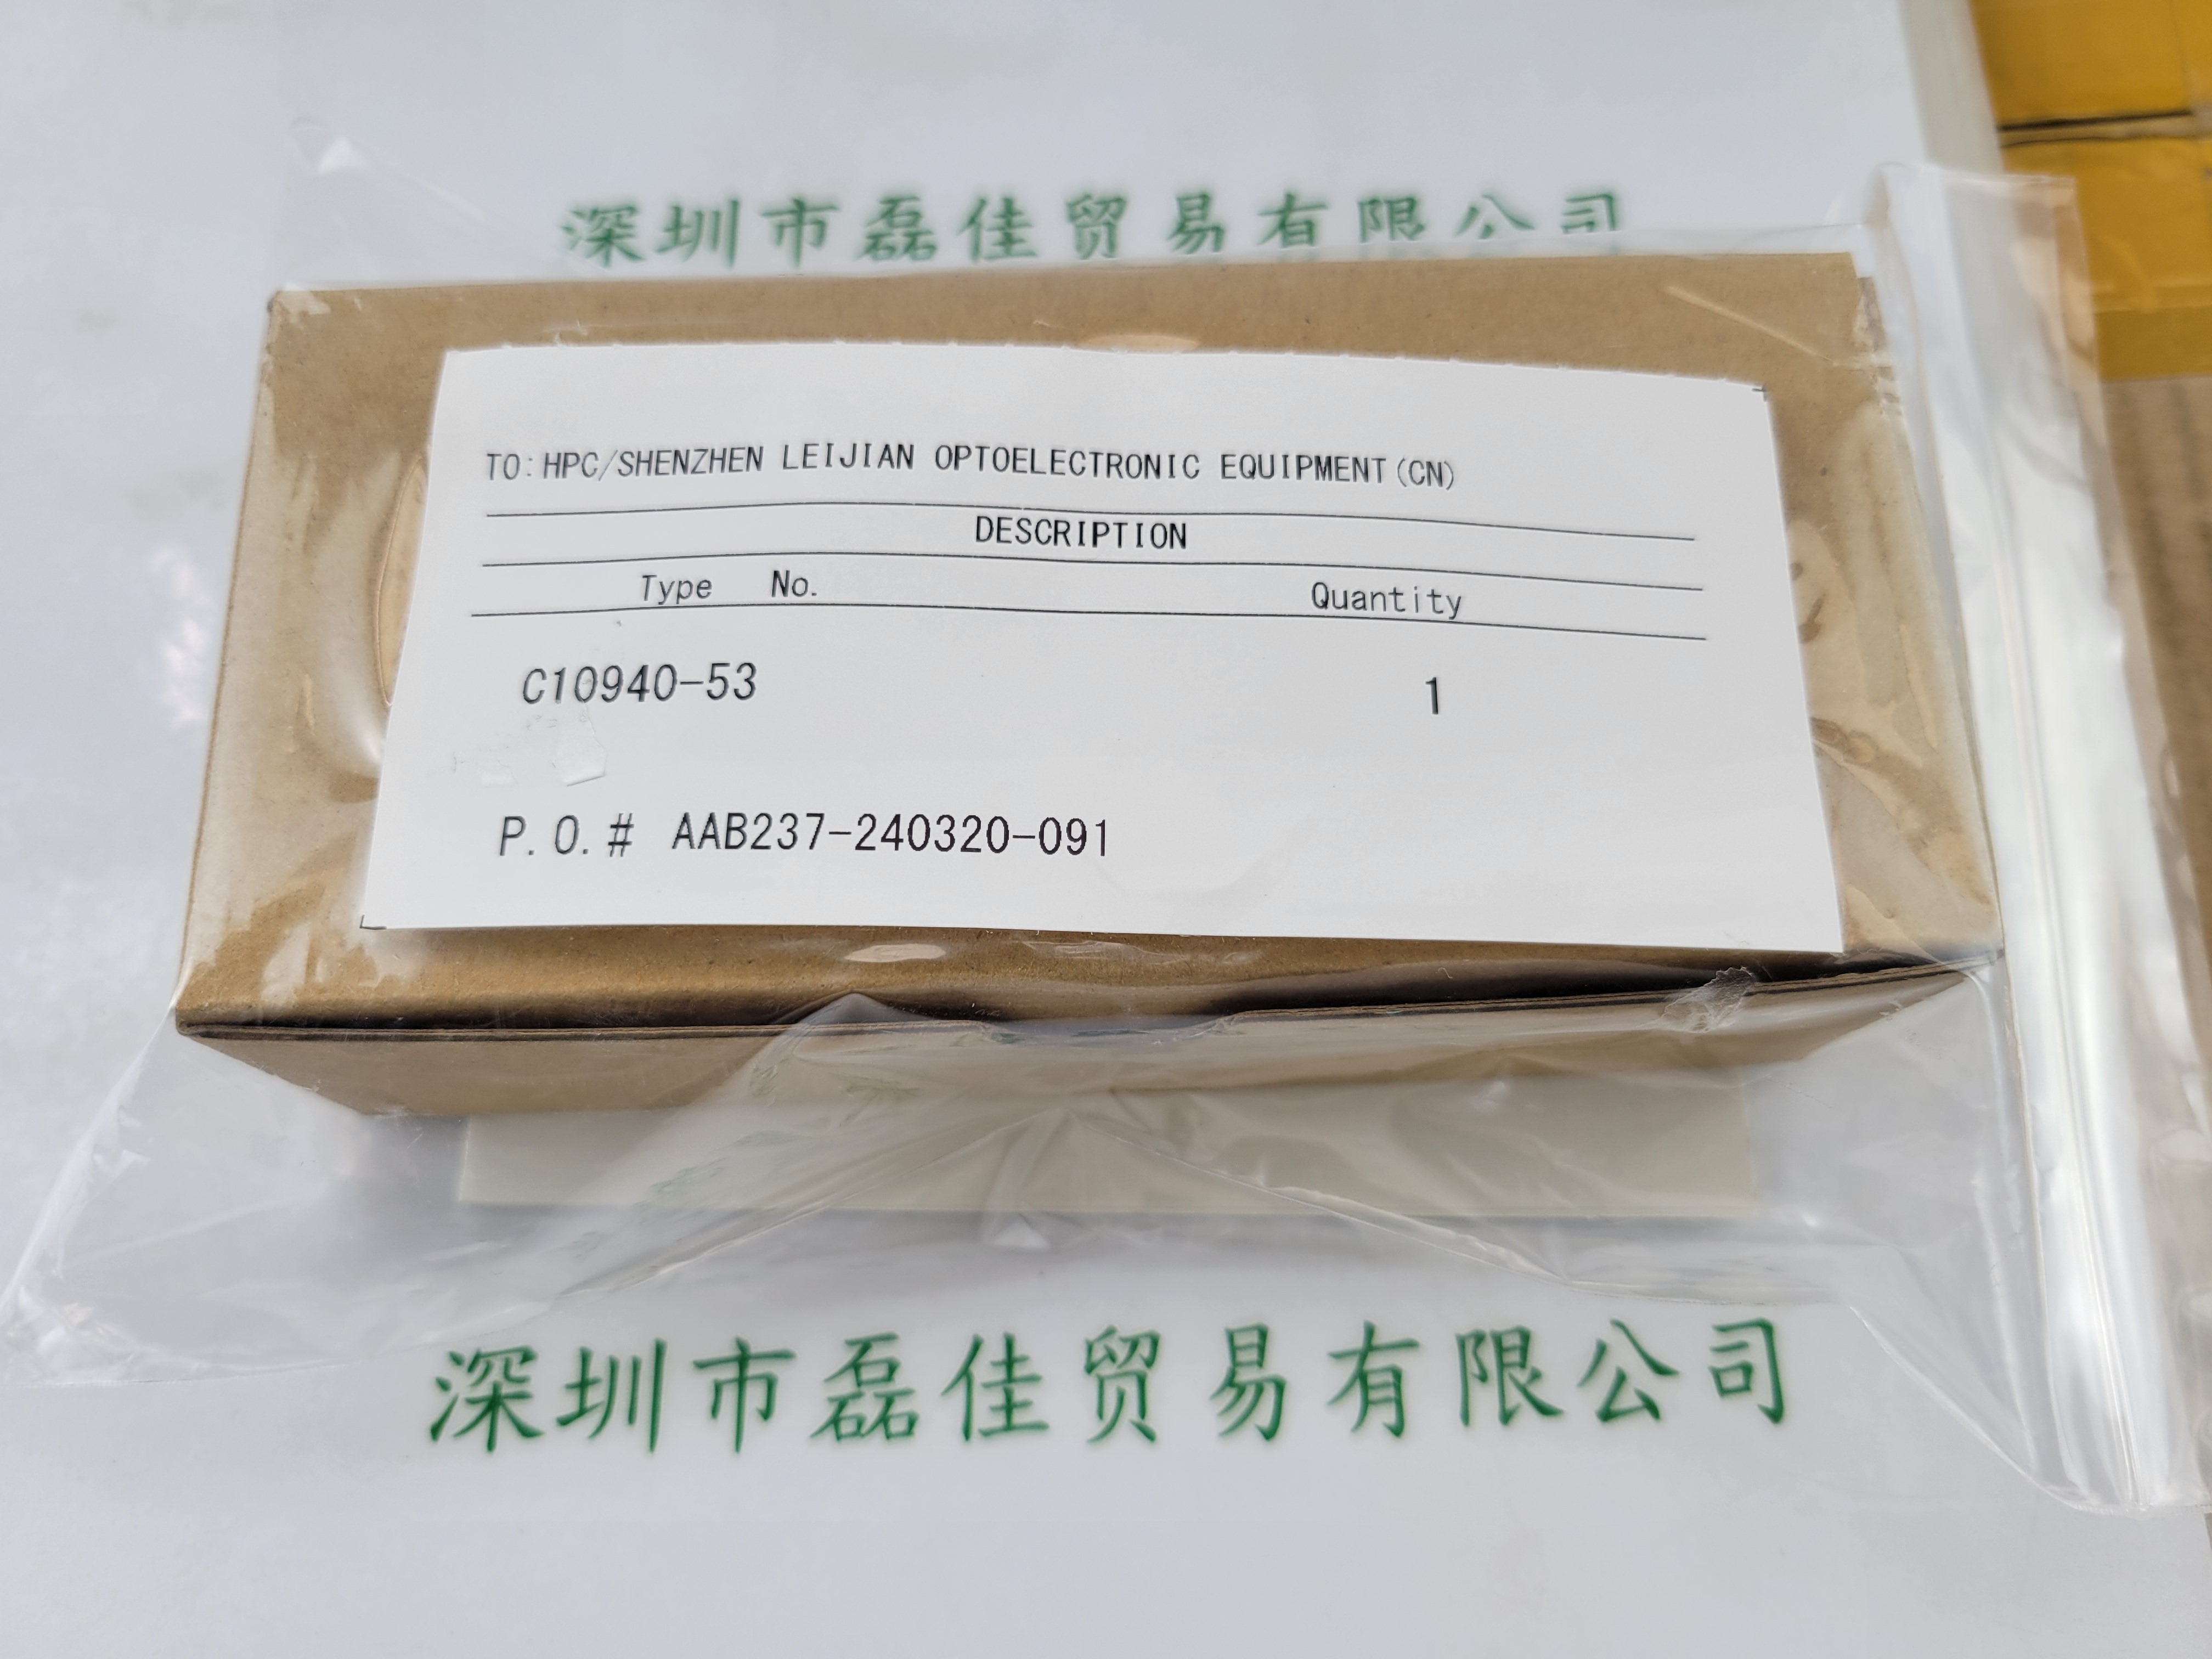 深圳市磊佳贸易有限公司
TO:HPC/SHENZHEN LEIJIAN OPTOELECTRONIC EQUIPMENT(CN)
DESCRIPTION
Type No. Quantity
C10940-53 1
P.O.# AAB237-240320-091
深圳市磊佳贸易有限公司